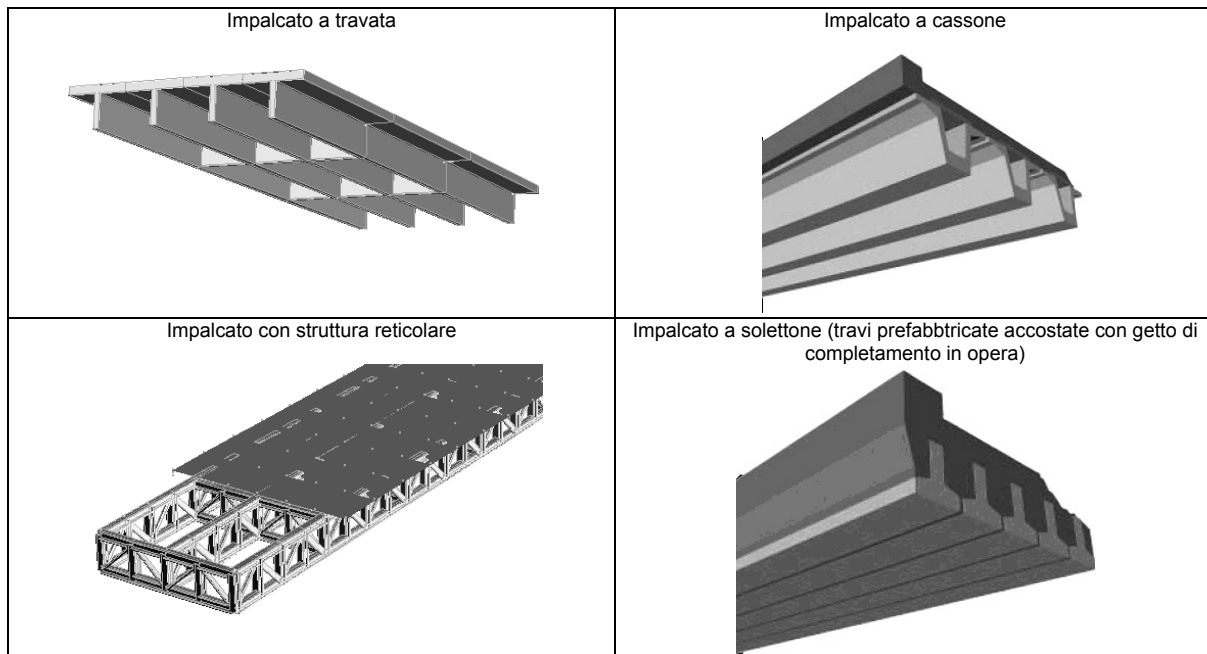 Impalcato a travata
Impalcato a cassone
Impalcato con struttura reticolare
Impalcato a solettone (travi prefabbtricate accostate con getto di
completamento in opera)